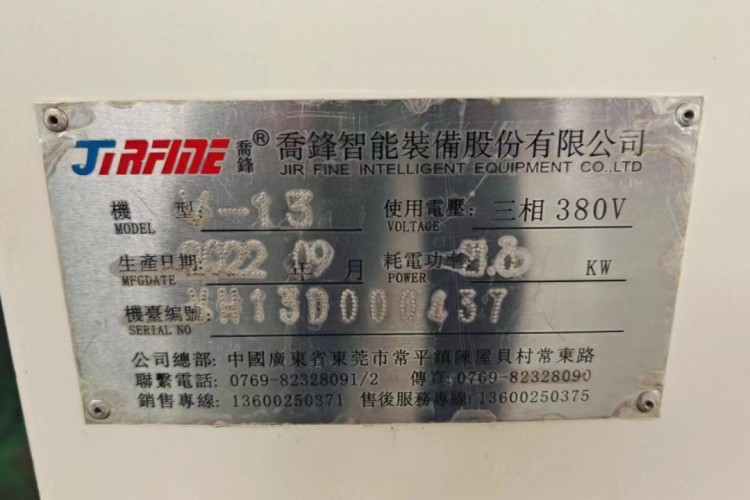 JIRFINE 喬鋒® 喬鋒智能裝備股份有限公司
JIR FINE INTELLIGENT EQUIPMENT CO.,LTD
機 型 V-13 使用電壓: 三相 380V
MODEL VOLTAGE
生產日期: 2022 年 09 月 耗電功率: KW
MFGDATE POWER
機臺編號: 13D000137
SERIAL NO
公司總部: 中國廣東省東莞市常平鎮陳屋貝村常東路
聯繫電話: 0769-82328091/2 傳真:0769-82328090
銷售專線:13600250371 售後服務專線:13600250375